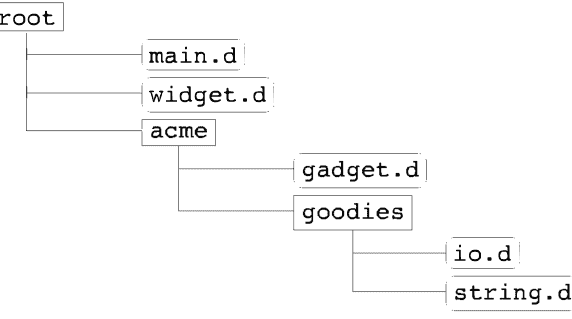 root
main.d
widget.d
acme
gadget.d
goodies
io.d
string.d